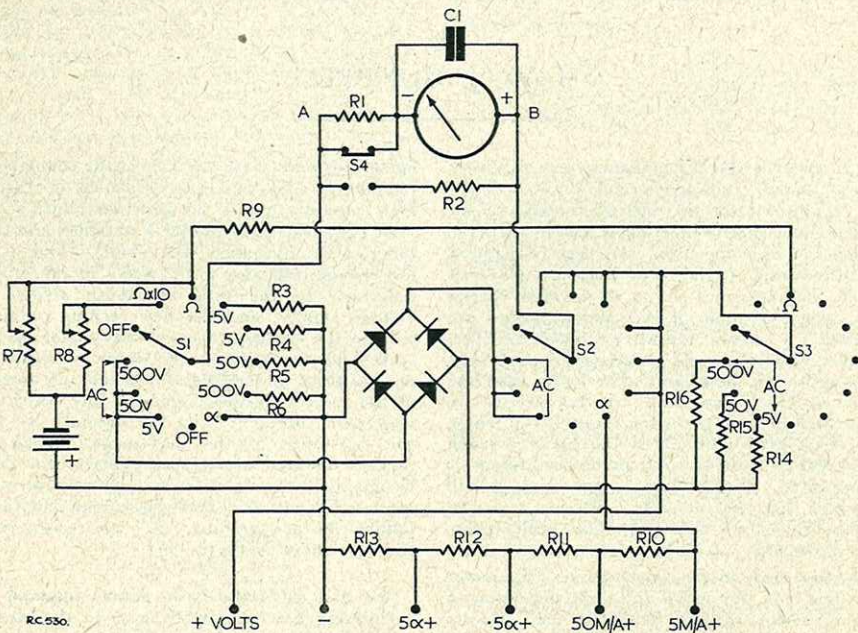 C1
A
R1
−
+
B
S4
R2
R9
Ωx10
Ω
·5V
R3
OFF
5V
R4
S1
50V
R5
R7
R8
500V
500V
R6
AC
50V
5V
OFF
∝
S2
AC
∝
Ω
S3
500V
AC
R16
50V
5V
R15
R14
−
+
R13
R12
R11
R10
R.C.530.
+ VOLTS
−
5∝+
·5∝+
50M/A+
5M/A+